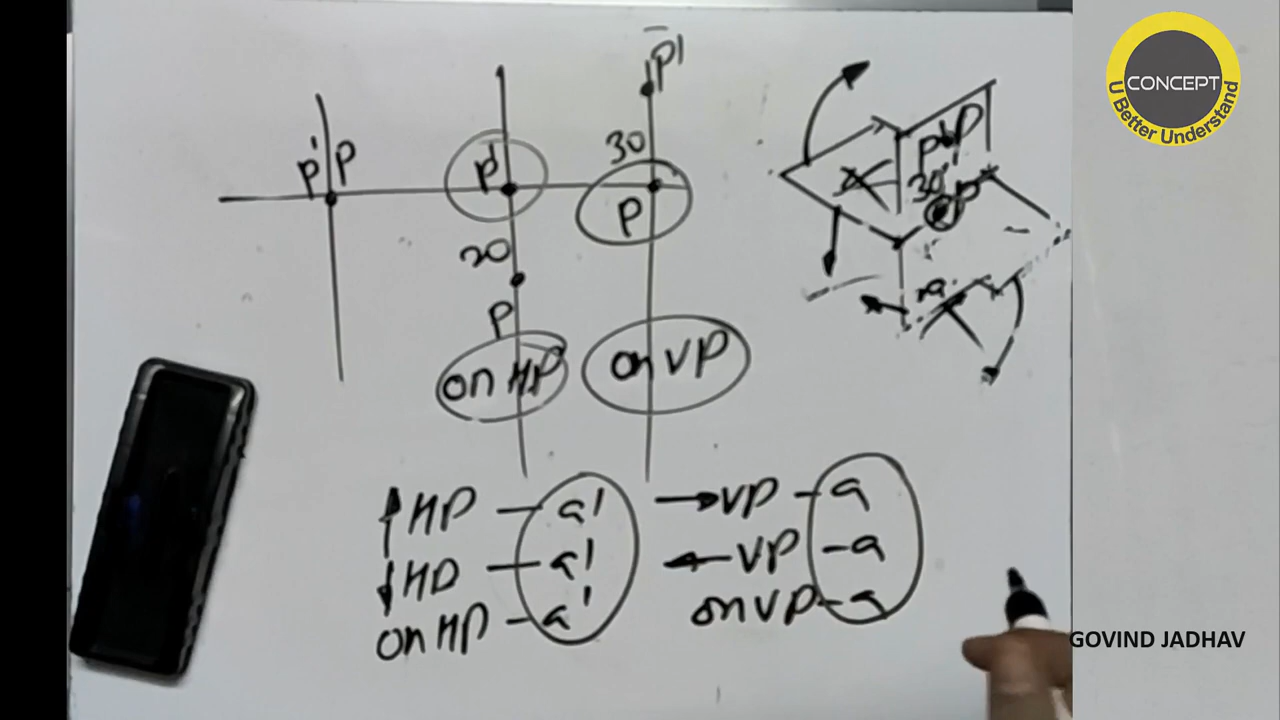 p'
p' P
p'
30
P
20
P
on HP
on VP
p'
30'
p'
a
CONCEPT
U Better Understand
↑HP - a'
↓HP - a'
on HP - a'
→VP - a
←VP - a
on VP - a
GOVIND JADHAV